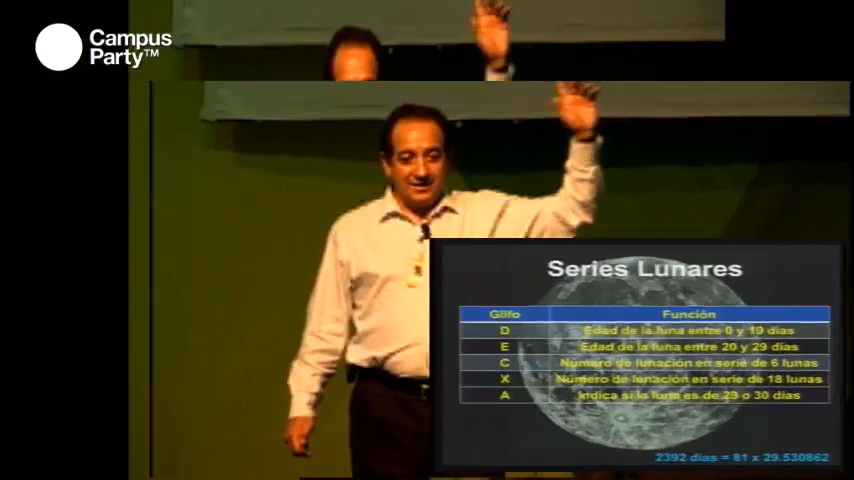 Campus
Party™
Series Lunares
Glifo Función
D Edad de la luna entre 0 y 19 días
E Edad de la luna entre 20 y 29 días
C Número de lunación en serie de 6 lunas
X Número de lunación en serie de 18 lunas
A Indica si la luna es de 29 o 30 días
2392 días = 81 x 29.530862